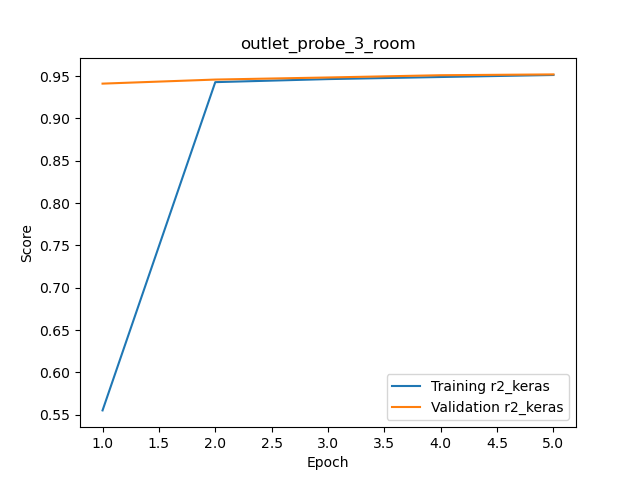 outlet_probe_3_room
0.95
0.90
0.85
0.80
0.75
0.70
0.65
0.60
0.55
Score
Training r2_keras
Validation r2_keras
1.0 1.5 2.0 2.5 3.0 3.5 4.0 4.5 5.0
Epoch